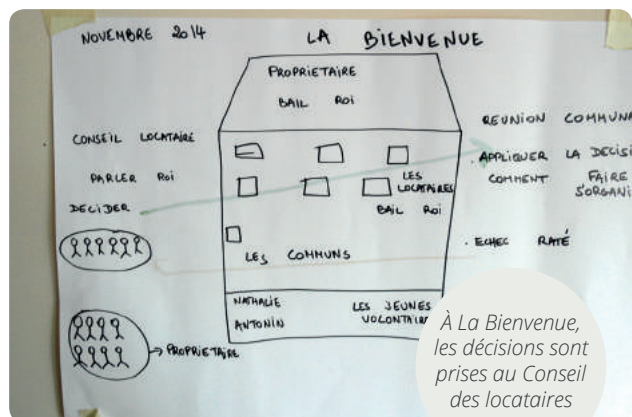 NOVEMBRE 2014
LA BIENVENUE
PROPRIETAIRE
BAIL ROI
CONSEIL LOCATAIRE
PARLER ROI
DECIDER
LES
LOCATAIRES
BAIL ROI
LES COMMUNS
NATHALIE
ANTONIN
LES JEUNES
VOLONTAIR
→ PROPRIETAIRE
REUNION COMMUNA
. APPLIQUER LA DECISI
COMMENT FAIRE
S'ORGANI
. ECHEC RATÉ
À La Bienvenue,
les décisions sont
prises au Conseil
des locataires